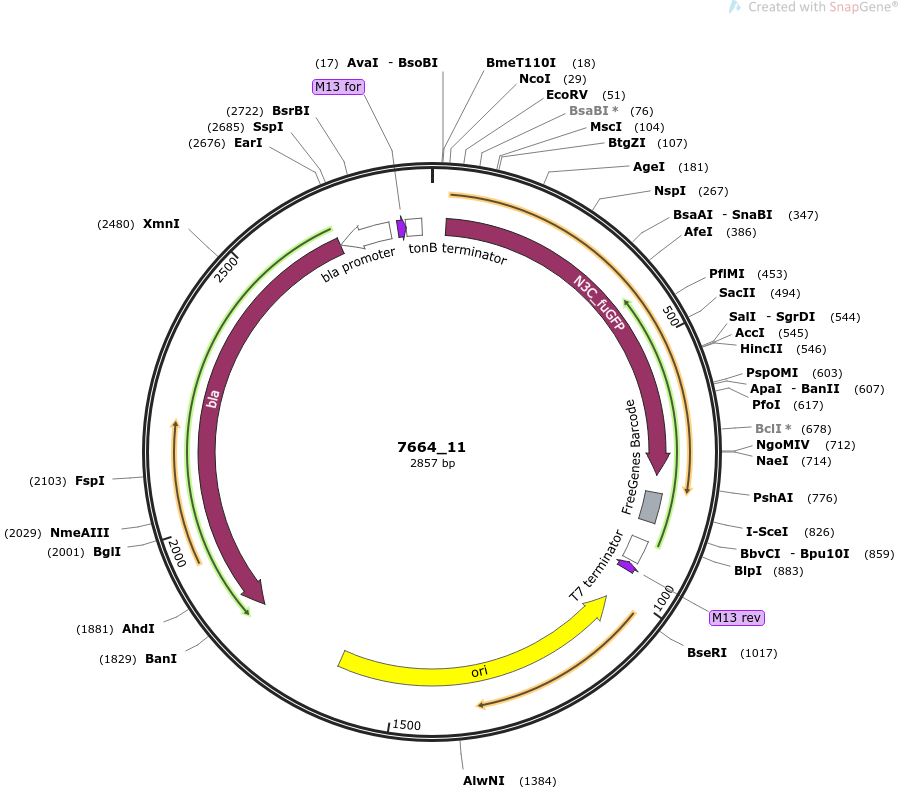 Created with SnapGene®
(17) AvaI - BsoBI
BmeT110I (18)
NcoI (29)
EcoRV (51)
BsaBI * (76)
MscI (104)
BtgZI (107)
AgeI (181)
NspI (267)
BsaAI - SnaBI (347)
AfeI (386)
PflMI (453)
SacII (494)
SalI - SgrDI (544)
AccI (545)
HincII (546)
PspOMI (603)
ApaI - BanII (607)
PfoI (617)
BclI * (678)
NgoMIV (712)
NaeI (714)
PshAI (776)
I-SceI (826)
BbvCI - Bpu10I (859)
BlpI (883)
M13 rev
BseRI (1017)
AlwNI (1384)
(1829) BanI
(1881) AhdI
(2001) BglI
(2029) NmeAIII
(2103) FspI
(2480) XmnI
(2676) EarI
(2685) SspI
(2722) BsrBI
M13 for
500
1000
1500
2000
2500
tonB terminator
N3C_fuGFP
FreeGenes Barcode
T7 terminator
ori
bla
bla promoter
7664_11
2857 bp